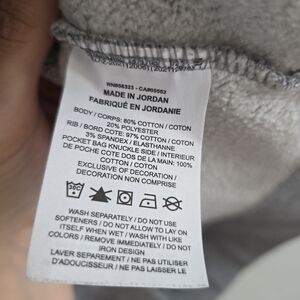 RN#56323 - CA#05553
MADE IN JORDAN
FABRIQUÉ EN JORDANIE
BODY / CORPS: 80% COTTON / COTON
20% POLYESTER
RIB / BORD COTE: 97% COTTON / COTON
3% SPANDEX / ELASTHANNE
POCKET BAG KNUCKLE SIDE / INTERIEUR
DE POCHE COTE DOS DE LA MAIN: 100%
COTTON / COTON
EXCLUSIVE OF DECORATION /
DECORATION NON COMPRISE
WASH SEPARATELY / DO NOT USE
SOFTENERS / DO NOT ALLOW TO LAY ON
ITSELF WHEN WET / WASH WITH LIKE
COLORS / REMOVE IMMEDIATELY / DO NOT
IRON DESIGN
LAVER SEPAREMENT / NE PAS UTILISER
D'ADOUCISSEUR / NE PAS LAISSER LE